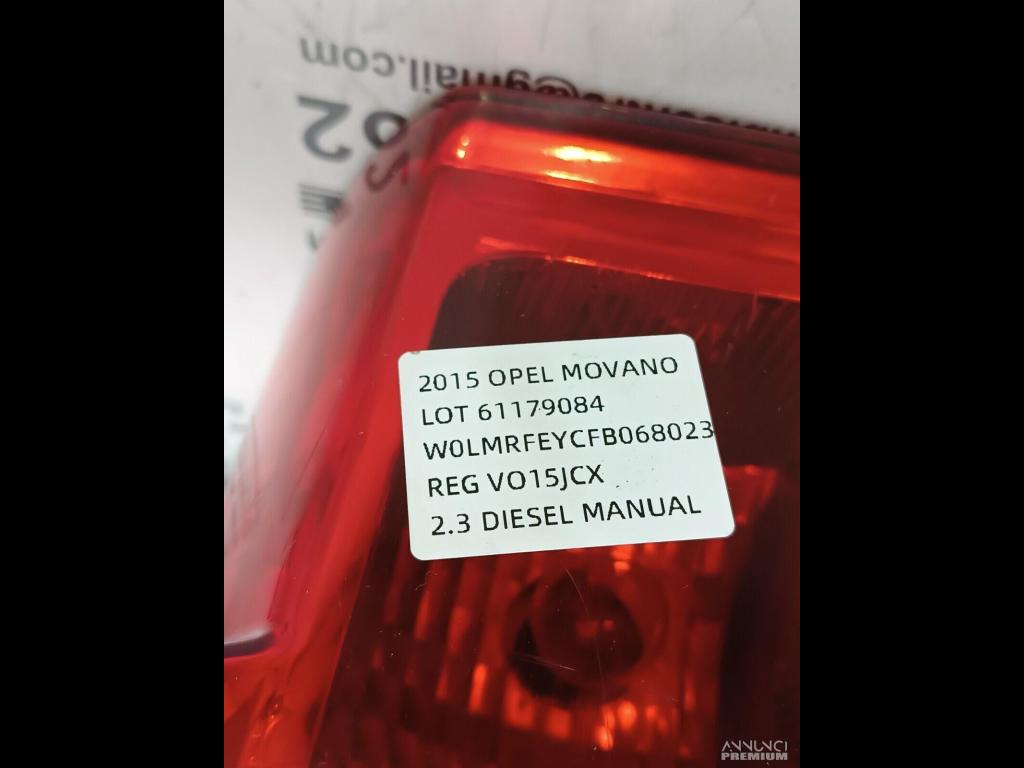 2015 OPEL MOVANO
LOT 61179084
W0LMRFEYCFB068023
REG VO15JCX
2.3 DIESEL MANUAL
ANNUNCI
PREMIUM